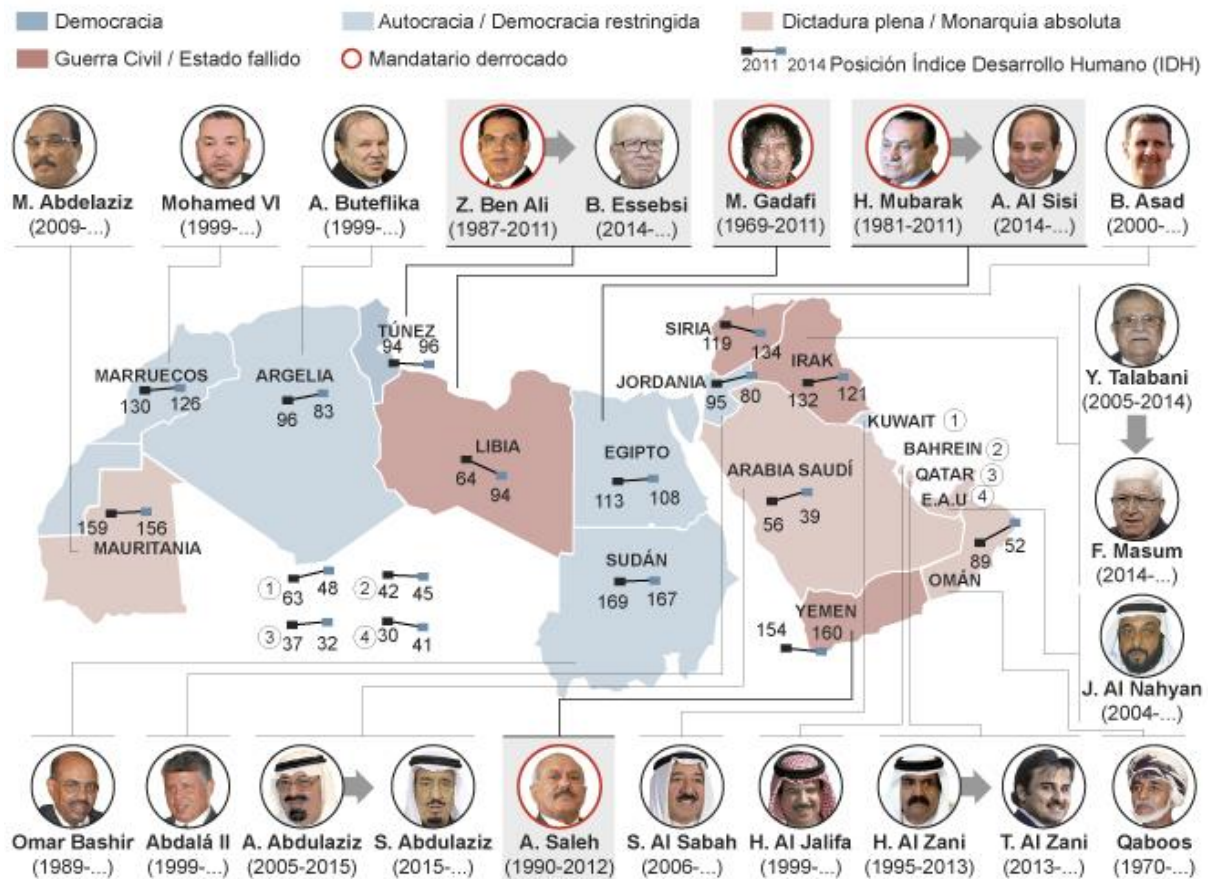 Democracia
Autocracia / Democracia restringida
Dictadura plena / Monarquia absoluta
Guerra Civil / Estado fallido
Mandatario derrocado
2011 2014 Posición Índice Desarrollo Humano (IDH)
M. Abdelaziz
(2009-...)
Mohamed VI
(1999-...)
A. Buteflika
(1999-...)
Z. Ben Ali
(1987-2011)
B. Essebsi
(2014-...)
M. Gadafi
(1969-2011)
H. Mubarak
(1981-2011)
A. Al Sisi
(2014-...)
B. Asad
(2000-...)
TÚNEZ
94 96
MARRUECOS
130 126
ARGELIA
96 83
LIBIA
64 94
EGIPTO
113 108
SIRIA
119 134
IRAK
132 121
JORDANIA
95 80
KUWAIT 1
BAHREIN 2
QATAR 3
E.A.U 4
ARABIA SAUDÍ
56 39
159 156
MAURITANIA
SUDÁN
169 167
89 52
OMÁN
YEMEN
154 160
1 63 48
2 42 45
3 37 32
4 30 41
Y. Talabani
(2005-2014)
F. Masum
(2014-...)
J. Al Nahyan
(2004-...)
Omar Bashir
(1989-...)
Abdalá II
(1999-...)
A. Abdulaziz
(2005-2015)
S. Abdulaziz
(2015-...)
A. Saleh
(1990-2012)
S. Al Sabah
(2006-...)
H. Al Jalifa
(1999-...)
H. Al Zani
(1995-2013)
T. Al Zani
(2013-...)
Qaboos
(1970-...)